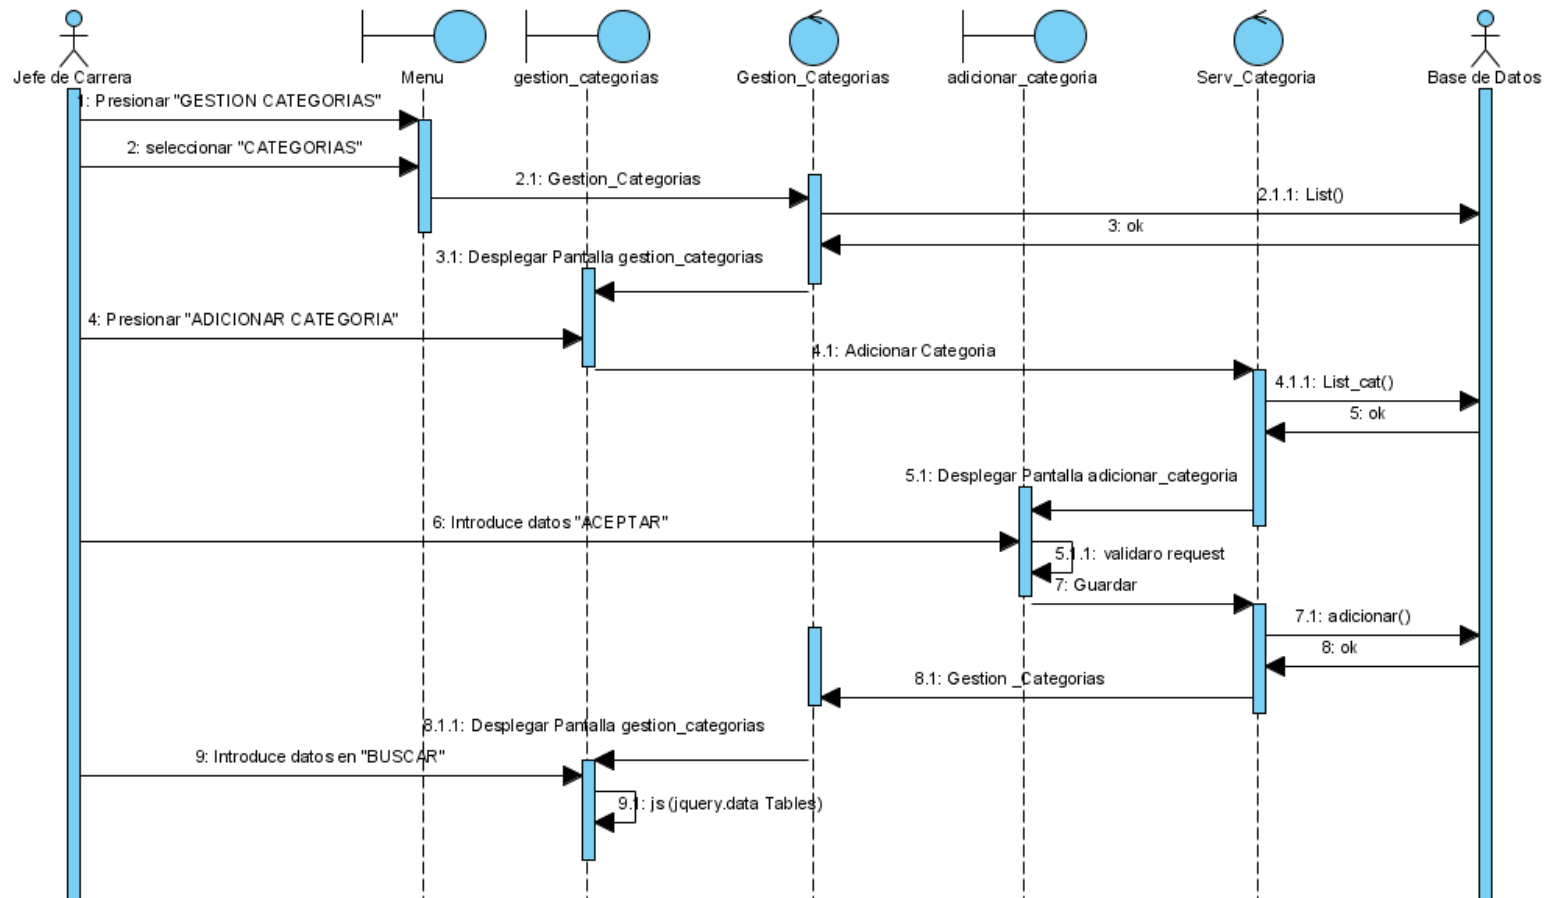 Jefe de Carrera
Menu
gestion_categorias
Gestion_Categorias
adicionar_categoria
Serv_Categoria
Base de Datos
1: Presionar "GESTION CATEGORIAS"
2: seleccionar "CATEGORIAS"
2.1: Gestion_Categorias
2.1.1: List()
3: ok
3.1: Desplegar Pantalla gestion_categorias
4: Presionar "ADICIONAR CATEGORIA"
4.1: Adicionar Categoria
4.1.1: List_cat()
5: ok
5.1: Desplegar Pantalla adicionar_categoria
6: Introduce datos "ACEPTAR"
5.1.1: validaro request
7: Guardar
7.1: adicionar()
8: ok
8.1: Gestion _Categorias
8.1.1: Desplegar Pantalla gestion_categorias
9: Introduce datos en "BUSCAR"
9.1: js (jquery.data Tables)